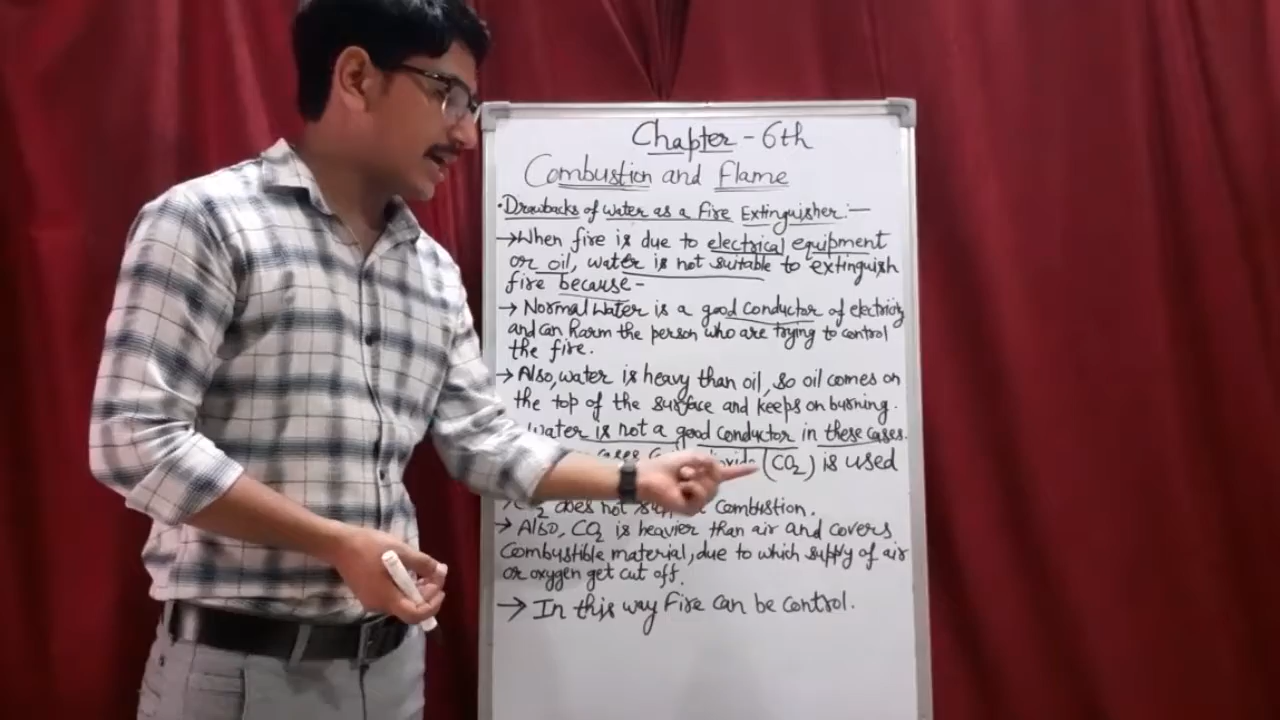 Chapter - 6th
Combustion and Flame
• Drawbacks of water as a Fire Extinguisher:—
→ When fire is due to electrical equipment
or oil, water is not suitable to extinguish
fire because -
→ Normal Water is a good conductor of electricity
and can harm the person who are trying to control
the fire.
→ Also, water is heavy than oil, so oil comes on
the top of the surface and keeps on burning.
Water is not a good conductor in these cases.
cases (CO2) is used
does not combustion.
→ Also, CO2 is heavier than air and covers
Combustible material, due to which supply of air
or oxygen get cut off.
→ In this way Fire can be control.